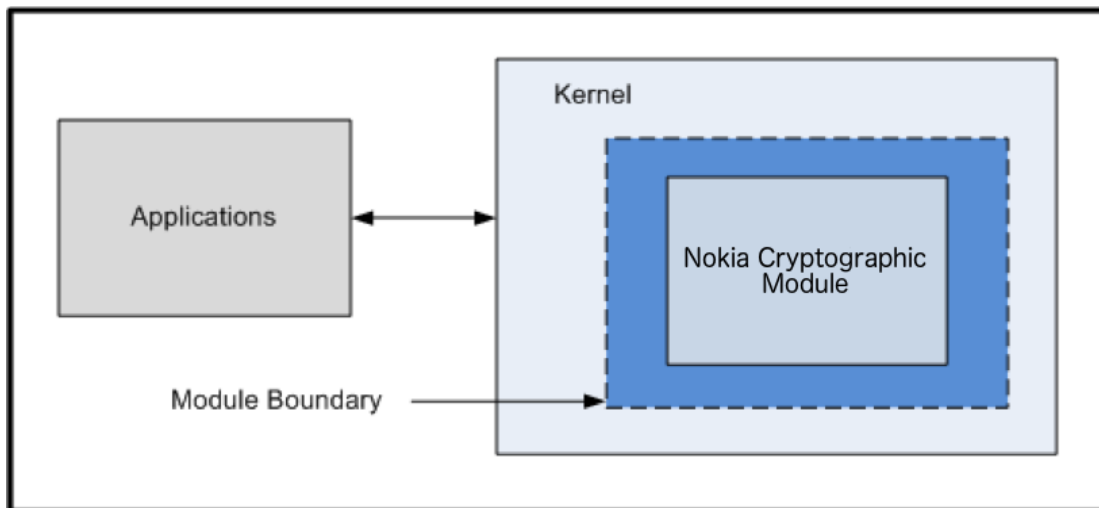 Kernel
Applications
Nokia Cryptographic
Module
Module Boundary